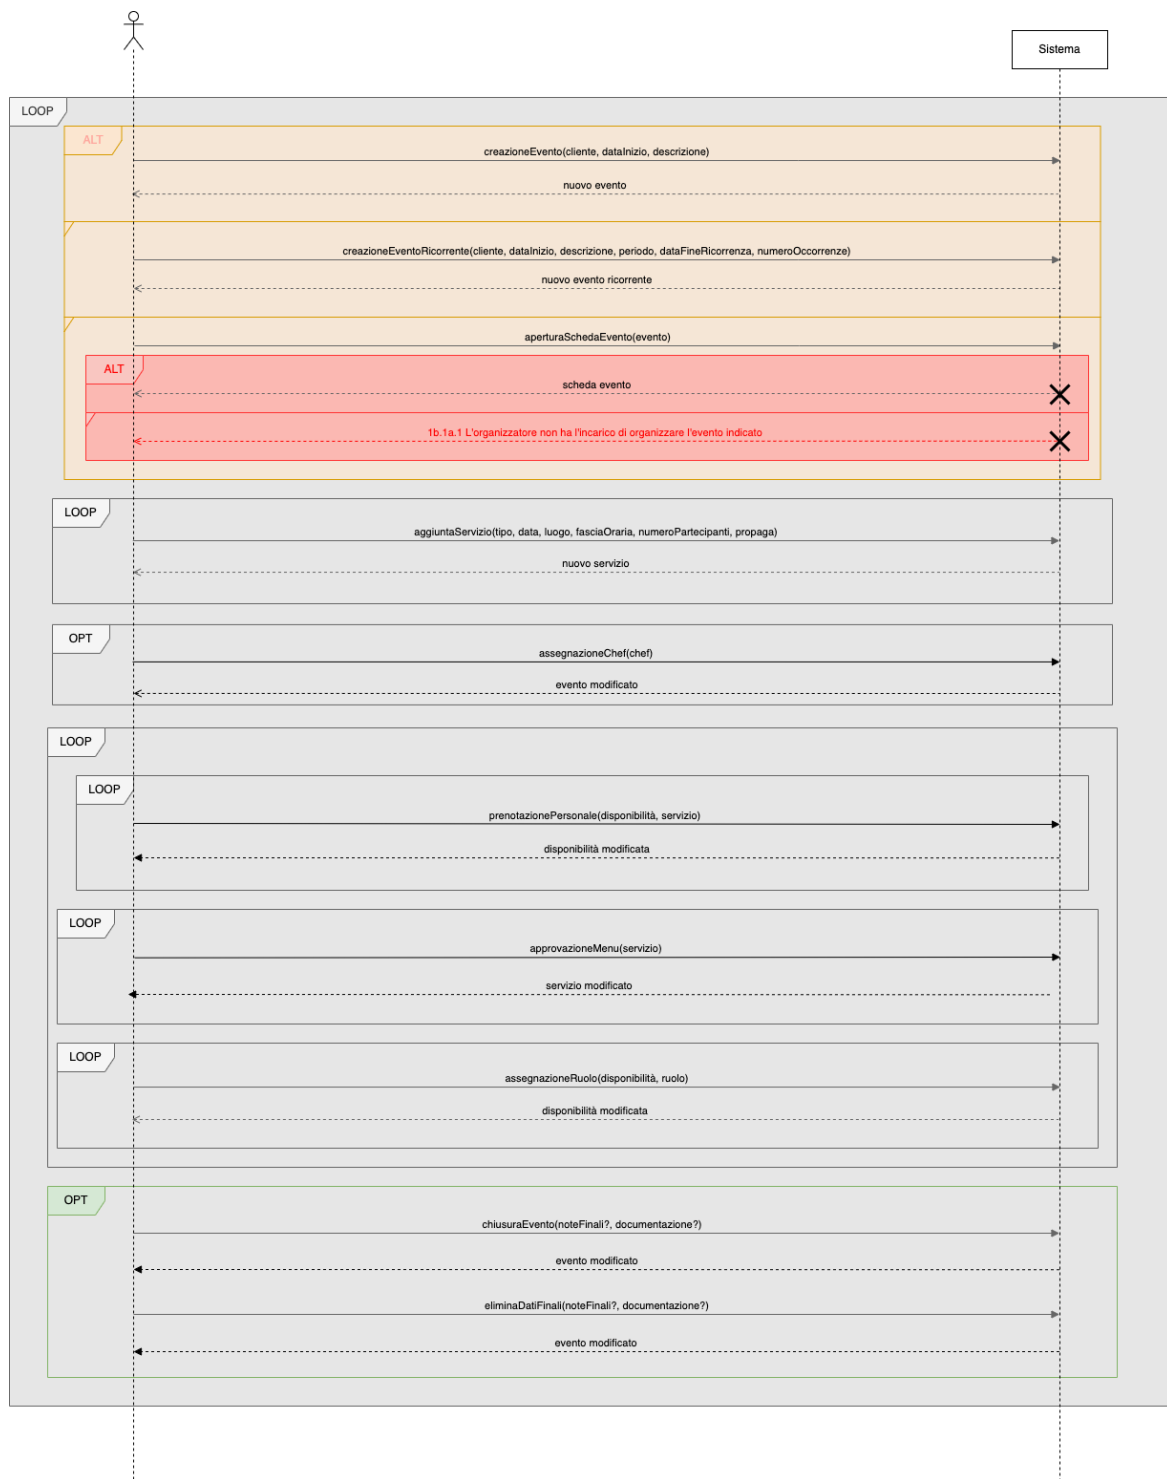 Sistema
LOOP
ALT
creazioneEvento(cliente, dataInizio, descrizione)
nuovo evento
creazioneEventoRicorrente(cliente, dataInizio, descrizione, periodo, dataFineRicorrenza, numeroOccorrenze)
nuovo evento ricorrente
aperturaSchedaEvento(evento)
ALT
scheda evento
1b.1a.1 L'organizzatore non ha l'incarico di organizzare l'evento indicato
LOOP
aggiuntaServizio(tipo, data, luogo, fasciaOraria, numeroPartecipanti, propaga)
nuovo servizio
OPT
assegnazioneChef(chef)
evento modificato
LOOP
LOOP
prenotazionePersonale(disponibilità, servizio)
disponibilità modificata
LOOP
approvazioneMenu(servizio)
servizio modificato
LOOP
assegnazioneRuolo(disponibilità, ruolo)
disponibilità modificata
OPT
chiusuraEvento(noteFinali?, documentazione?)
evento modificato
eliminaDatiFinali(noteFinali?, documentazione?)
evento modificato